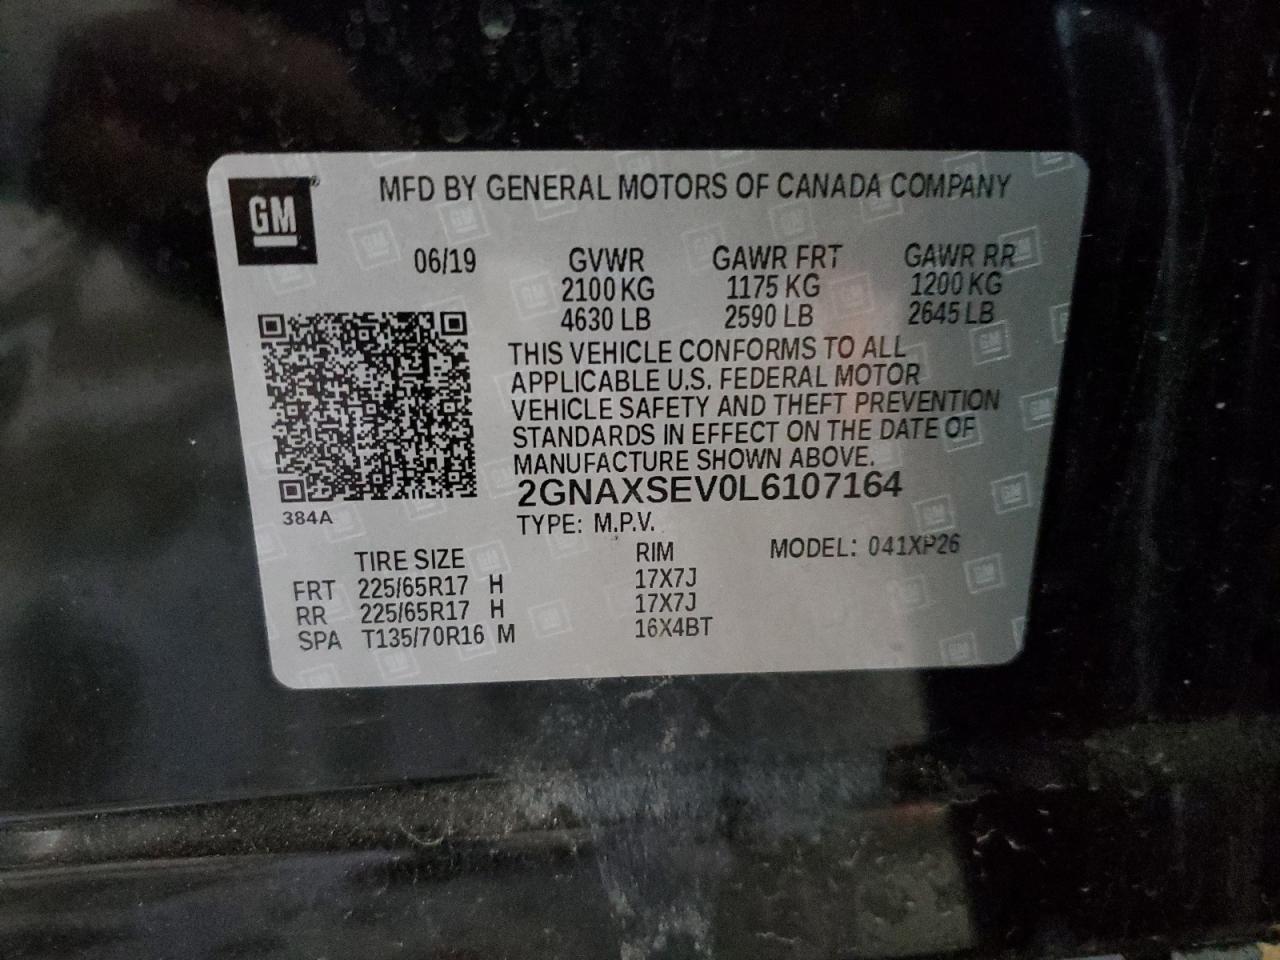 GM
MFD BY GENERAL MOTORS OF CANADA COMPANY
06/19 GVWR GAWR FRT GAWR RR
2100 KG 1175 KG 1200 KG
4630 LB 2590 LB 2645 LB
THIS VEHICLE CONFORMS TO ALL
APPLICABLE U.S. FEDERAL MOTOR
VEHICLE SAFETY AND THEFT PREVENTION
STANDARDS IN EFFECT ON THE DATE OF
MANUFACTURE SHOWN ABOVE.
2GNAXSEV0L6107164
384A
TYPE: M.P.V.
TIRE SIZE RIM MODEL: 041XP26
FRT 225/65R17 H 17X7J
RR 225/65R17 H 17X7J
SPA T135/70R16 M 16X4BT